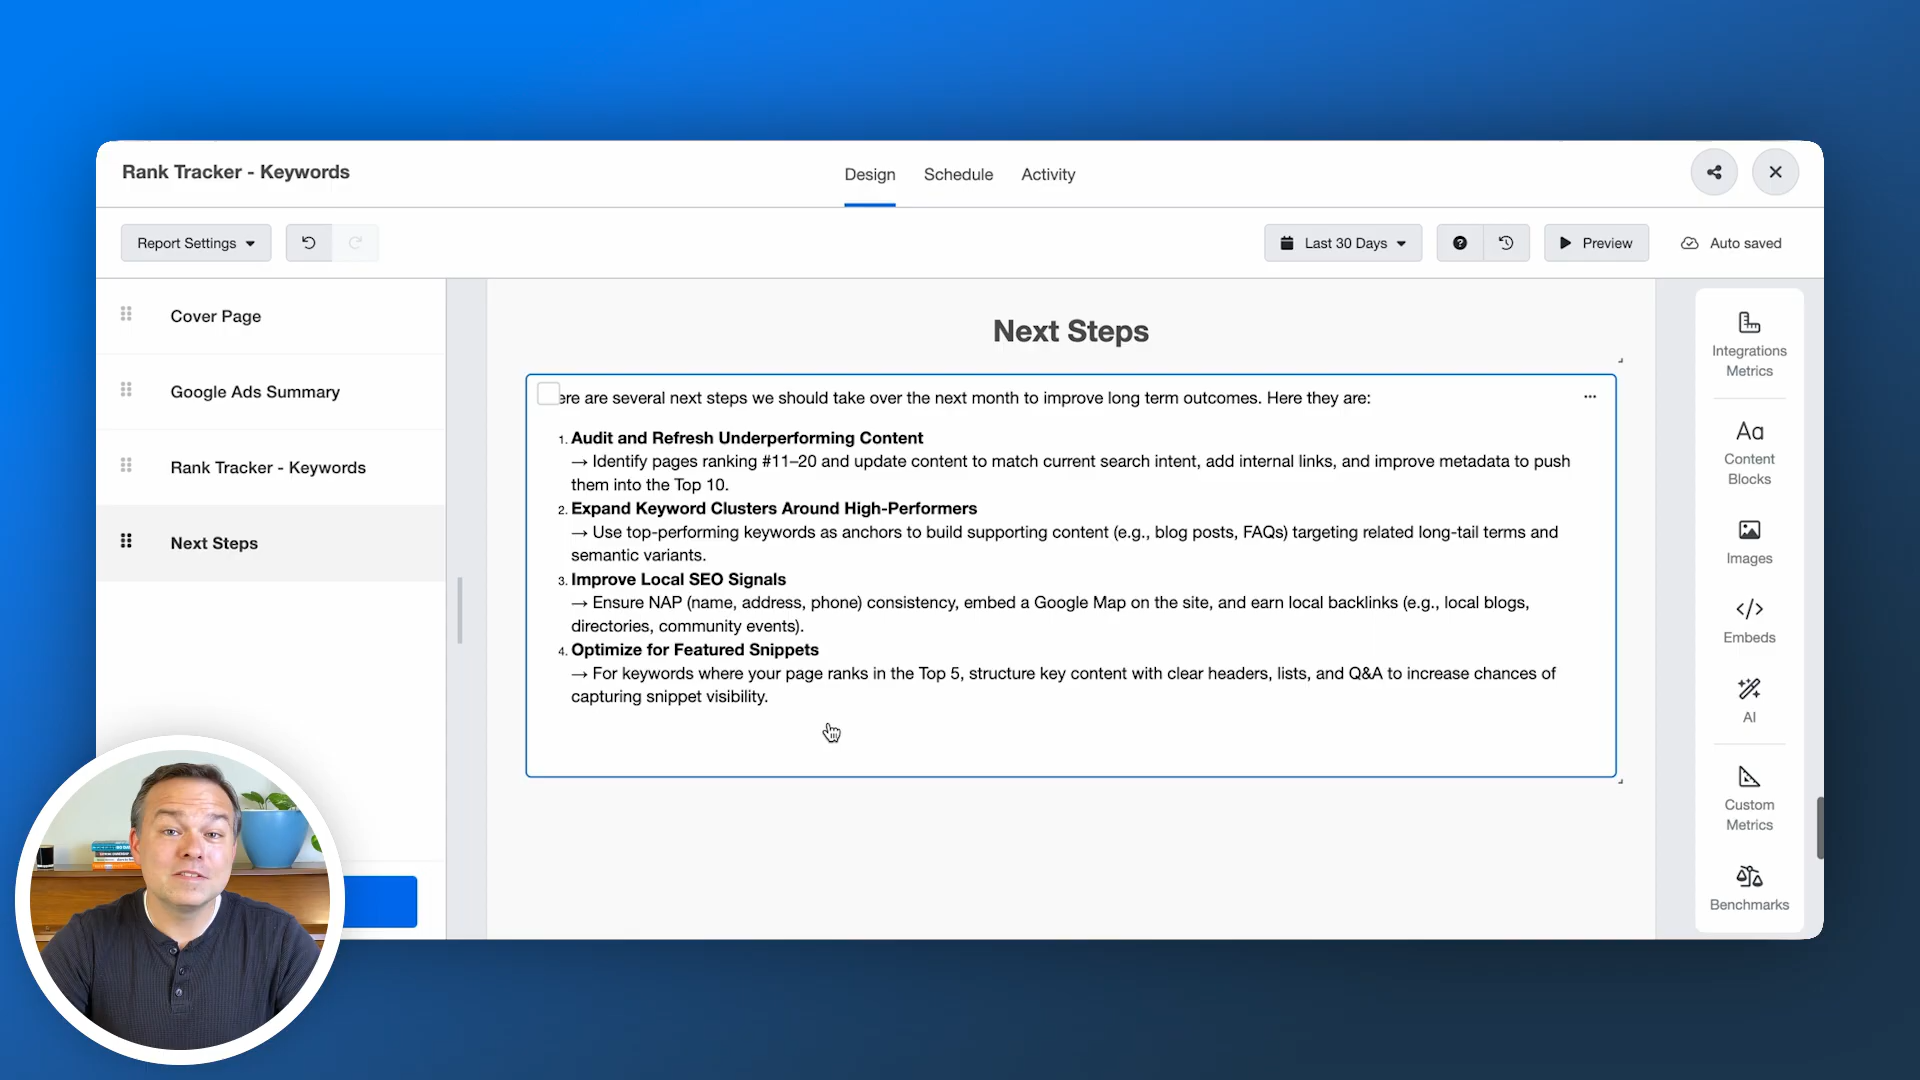 Rank Tracker - Keywords
Design
Schedule
Activity
Report Settings
Last 30 Days
Preview
Auto saved
Cover Page
Google Ads Summary
Rank Tracker - Keywords
Next Steps
Next Steps
ere are several next steps we should take over the next month to improve long term outcomes. Here they are:
1. Audit and Refresh Underperforming Content
→ Identify pages ranking #11–20 and update content to match current search intent, add internal links, and improve metadata to push
them into the Top 10.
2. Expand Keyword Clusters Around High-Performers
→ Use top-performing keywords as anchors to build supporting content (e.g., blog posts, FAQs) targeting related long-tail terms and
semantic variants.
3. Improve Local SEO Signals
→ Ensure NAP (name, address, phone) consistency, embed a Google Map on the site, and earn local backlinks (e.g., local blogs,
directories, community events).
4. Optimize for Featured Snippets
→ For keywords where your page ranks in the Top 5, structure key content with clear headers, lists, and Q&A to increase chances of
capturing snippet visibility.
Integrations
Metrics
Aa
Content
Blocks
Images
</>
Embeds
AI
Custom
Metrics
Benchmarks